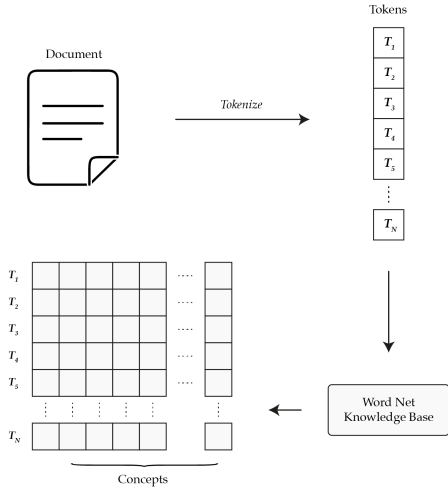 Tokens
Document
Tokenize
T1
T2
T3
T4
T5
TN
T1
T2
T3
T4
T5
TN
Word Net
Knowledge Base
Concepts